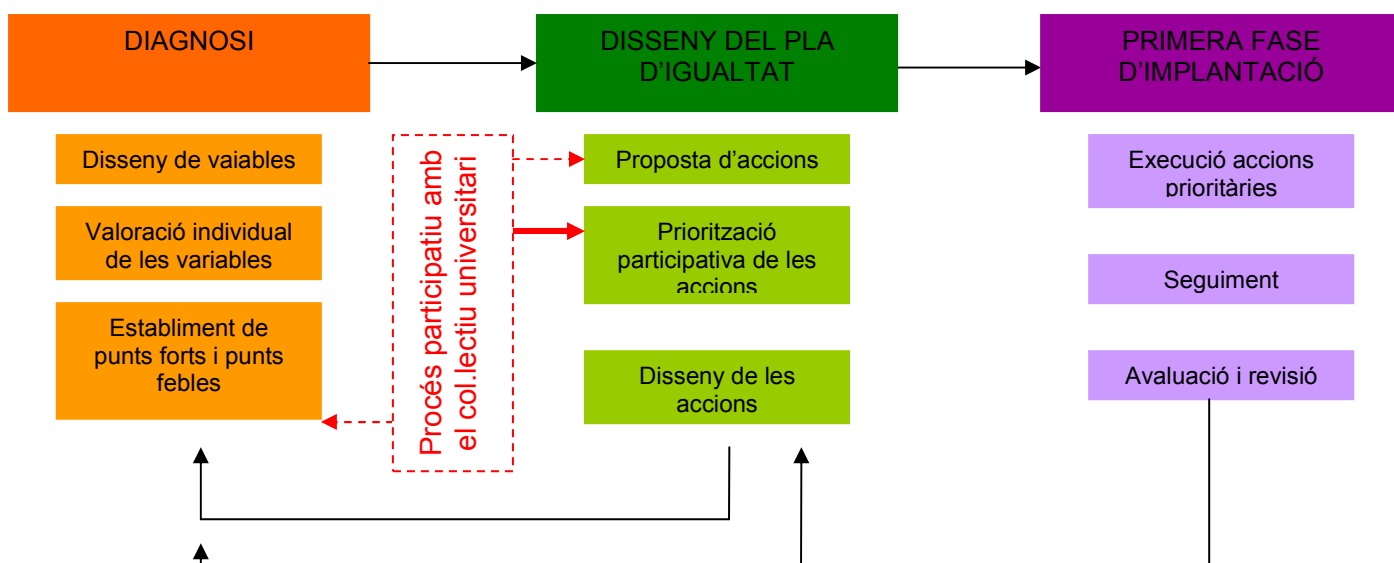 DIAGNOSI
DISSENY DEL PLA
D'IGUALTAT
PRIMERA FASE
D'IMPLANTACIÓ
Disseny de vaiables
Valoració individual
de les variables
Establiment de
punts forts i punts
febles
Procés participatiu amb
el col.lectiu universitari
Proposta d'accions
Priorització
participativa de les
accions
Disseny de les
accions
Execució accions
prioritàries
Seguiment
Avaluació i revisió